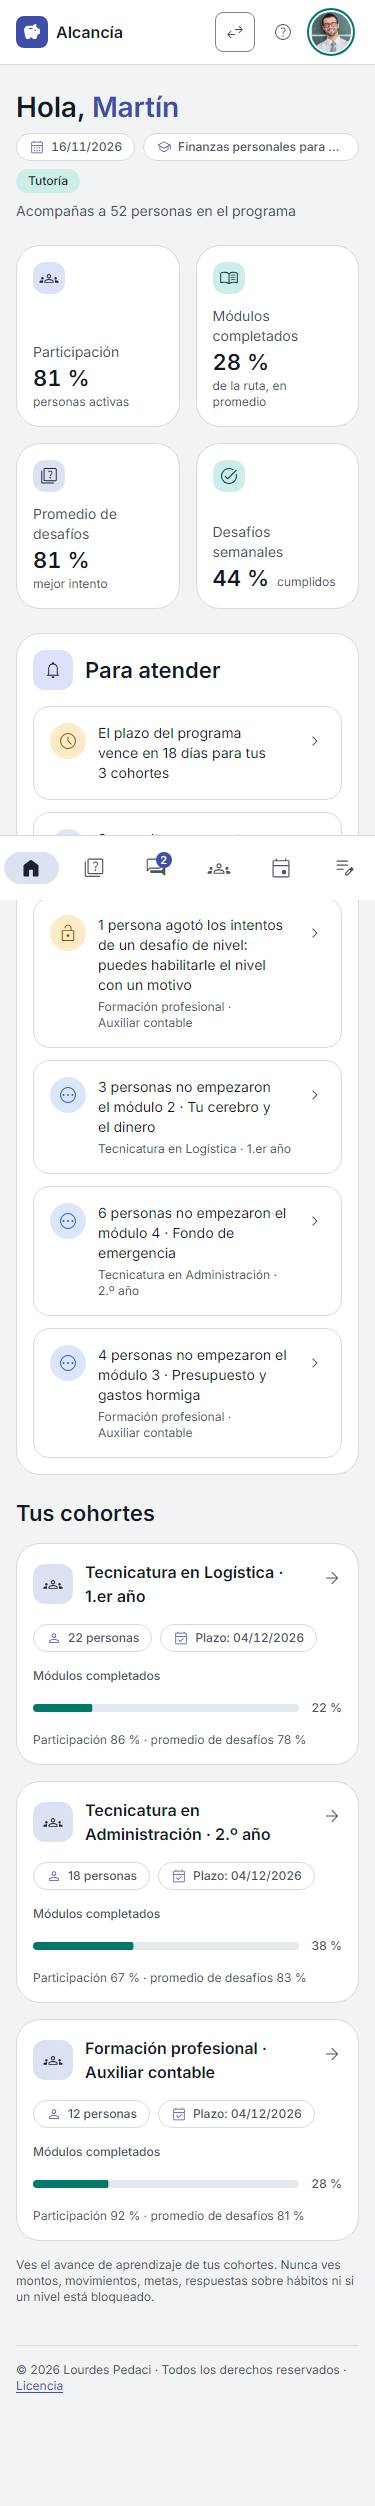 Alcancía
Hola, Martín
16/11/2026
Finanzas personales para ...
Tutoría
Acompañas a 52 personas en el programa
Participación
81 %
personas activas
Módulos
completados
28 %
de la ruta, en
promedio
Promedio de
desafíos
81 %
mejor intento
Desafíos
semanales
44 % cumplidos
Para atender
El plazo del programa
vence en 18 días para tus
3 cohortes
2
1 persona agotó los intentos
de un desafío de nivel:
puedes habilitarle el nivel
con un motivo
Formación profesional ·
Auxiliar contable
3 personas no empezaron
el módulo 2 · Tu cerebro y
el dinero
Tecnicatura en Logística · 1.er año
6 personas no empezaron el
módulo 4 · Fondo de
emergencia
Tecnicatura en Administración ·
2.º año
4 personas no empezaron el
módulo 3 · Presupuesto y
gastos hormiga
Formación profesional ·
Auxiliar contable
Tus cohortes
Tecnicatura en Logística ·
1.er año
22 personas
Plazo: 04/12/2026
Módulos completados
22 %
Participación 86 % · promedio de desafíos 78 %
Tecnicatura en
Administración · 2.º año
18 personas
Plazo: 04/12/2026
Módulos completados
38 %
Participación 67 % · promedio de desafíos 83 %
Formación profesional ·
Auxiliar contable
12 personas
Plazo: 04/12/2026
Módulos completados
28 %
Participación 92 % · promedio de desafíos 81 %
Ves el avance de aprendizaje de tus cohortes. Nunca ves
montos, movimientos, metas, respuestas sobre hábitos ni si
un nivel está bloqueado.
© 2026 Lourdes Pedaci · Todos los derechos reservados ·
Licencia